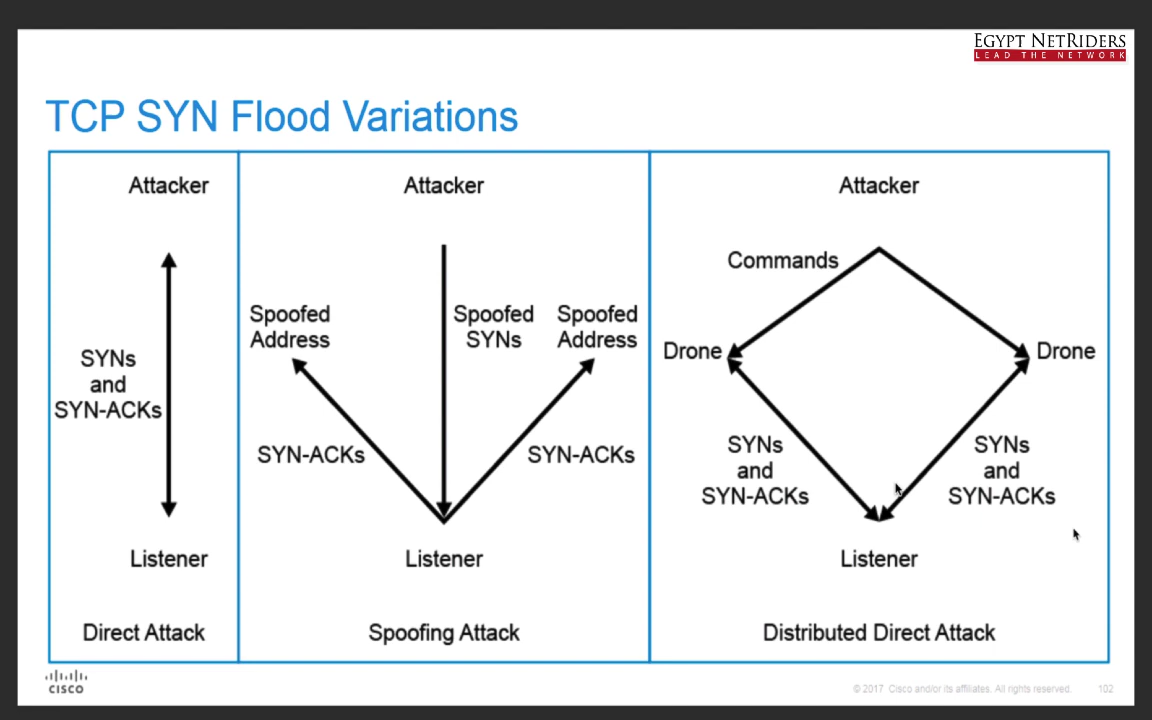 EGYPT NETRIDERS
LEAD THE NETWORK
TCP SYN Flood Variations
Attacker
SYNs
and
SYN-ACKs
Listener
Direct Attack
Attacker
Spoofed
Address
Spoofed
SYNs
Spoofed
Address
SYN-ACKs
SYN-ACKs
Listener
Spoofing Attack
Attacker
Commands
Drone
Drone
SYNs
and
SYN-ACKs
SYNs
and
SYN-ACKs
Listener
Distributed Direct Attack
CISCO
© 2017 Cisco and/or its affiliates. All rights reserved.
102